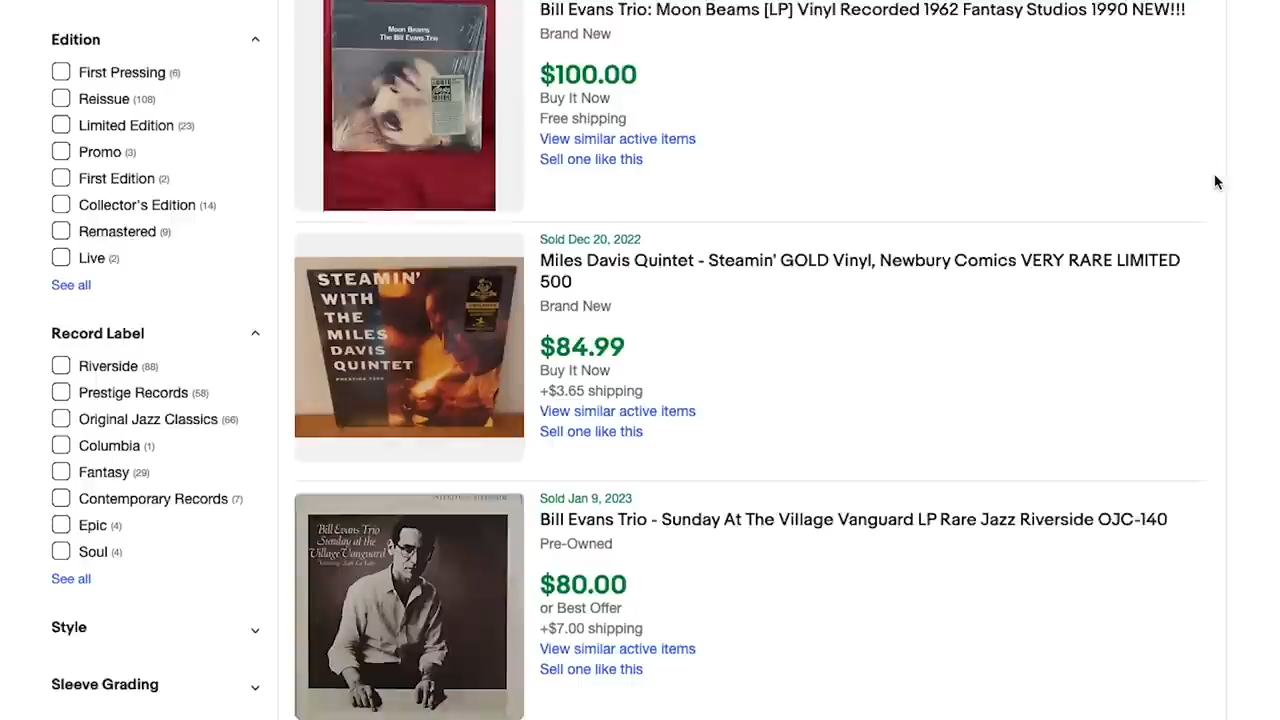 Edition
First Pressing (6)
Reissue (108)
Limited Edition (23)
Promo (3)
First Edition (2)
Collector's Edition (14)
Remastered (9)
Live (2)
See all
Record Label
Riverside (88)
Prestige Records (58)
Original Jazz Classics (66)
Columbia (1)
Fantasy (29)
Contemporary Records (7)
Epic (4)
Soul (4)
See all
Style
Sleeve Grading
Moon Beams
The Bill Evans Trio
Bill Evans Trio: Moon Beams [LP] Vinyl Recorded 1962 Fantasy Studios 1990 NEW!!!
Brand New
$100.00
Buy It Now
Free shipping
View similar active items
Sell one like this
STEAMIN'
WITH
THE
MILES
DAVIS
QUINTET
Sold Dec 20, 2022
Miles Davis Quintet - Steamin' GOLD Vinyl, Newbury Comics VERY RARE LIMITED
500
Brand New
$84.99
Buy It Now
+$3.65 shipping
View similar active items
Sell one like this
Bill Evans Trio
Sunday at the
Village Vanguard
Sold Jan 9, 2023
Bill Evans Trio - Sunday At The Village Vanguard LP Rare Jazz Riverside OJC-140
Pre-Owned
$80.00
or Best Offer
+$7.00 shipping
View similar active items
Sell one like this